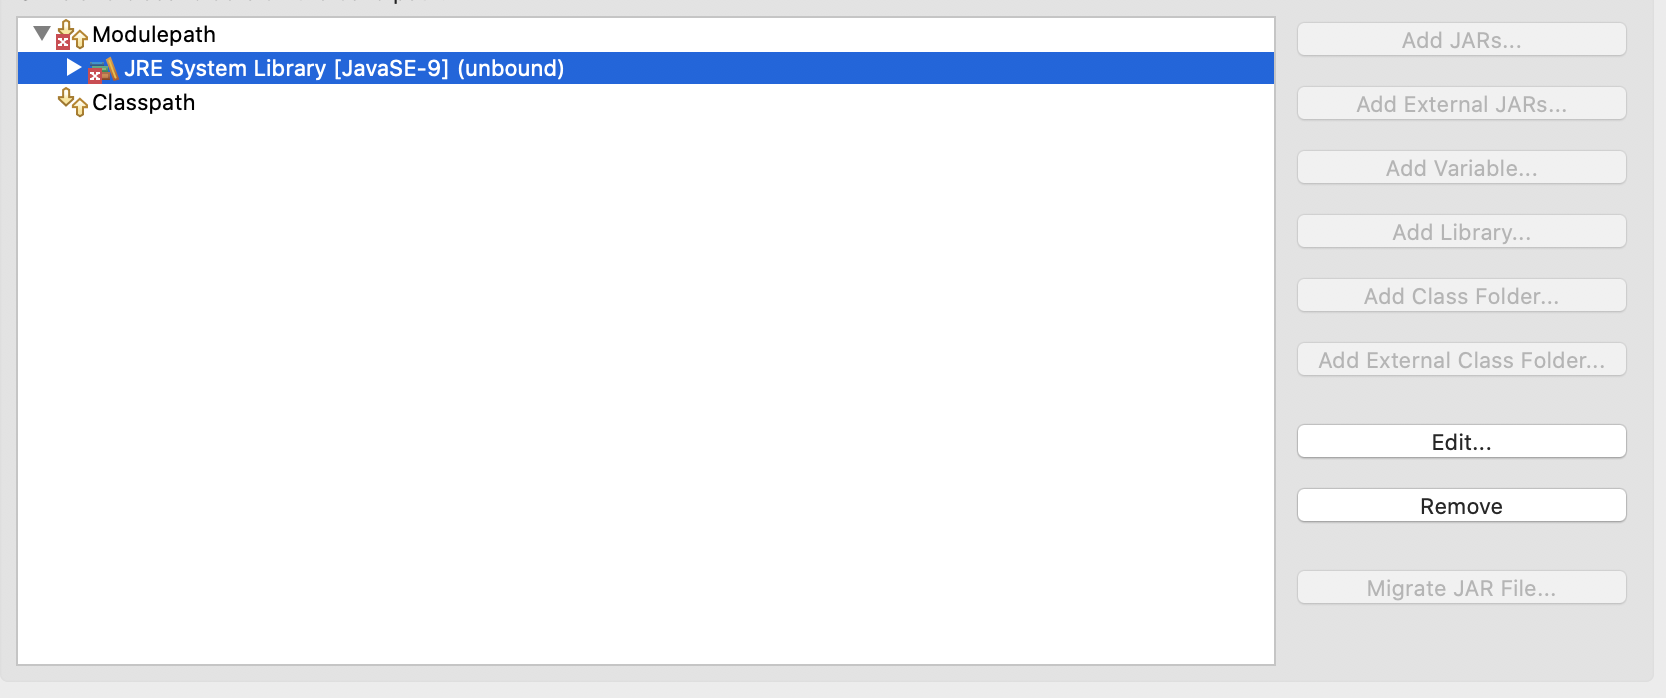 Modulepath
JRE System Library [JavaSE-9] (unbound)
Classpath
Add JARs...
Add External JARs...
Add Variable...
Add Library...
Add Class Folder...
Add External Class Folder...
Edit...
Remove
Migrate JAR File...